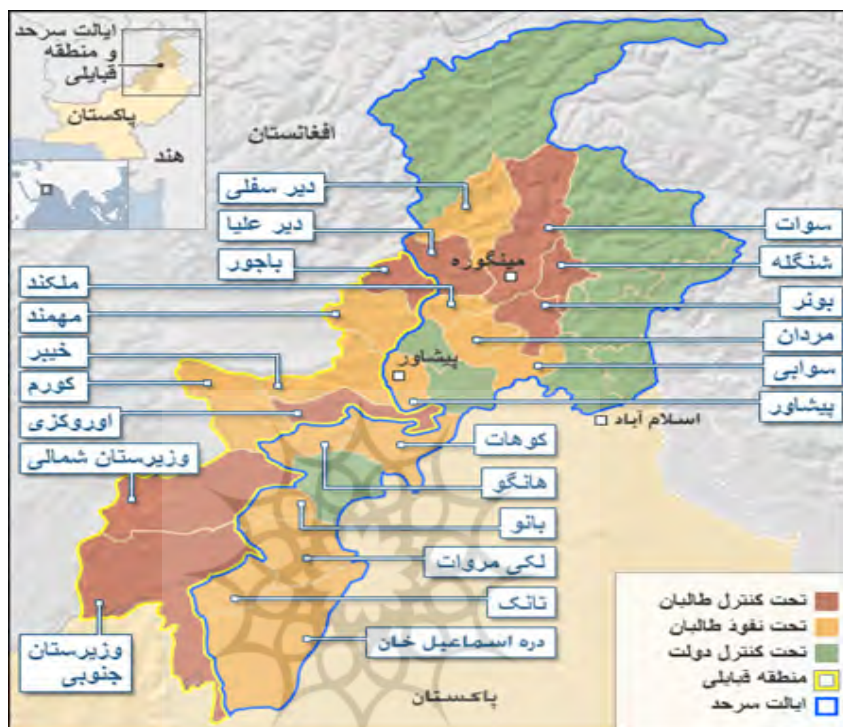 ایالت سرحد
و منطقه
قبایلی
پاکستان
هند
افغانستان
دیر سفلی
دیر علیا
باجور
ملکند
مهمند
خیبر
کورم
اوروکزی
وزیرستان شمالی
وزیرستان
جنوبی
سوات
شنگله
بونر
مردان
سوابی
پیشاور
مینگوره
پیشاور
اسلام آباد
کوهات
هانگو
بانو
لکی مروات
تانک
دره اسماعیل خان
پاکستان
تحت کنترل طالبان
تحت نفوذ طالبان
تحت کنترل دولت
منطقه قبایلی
ایالت سرحد